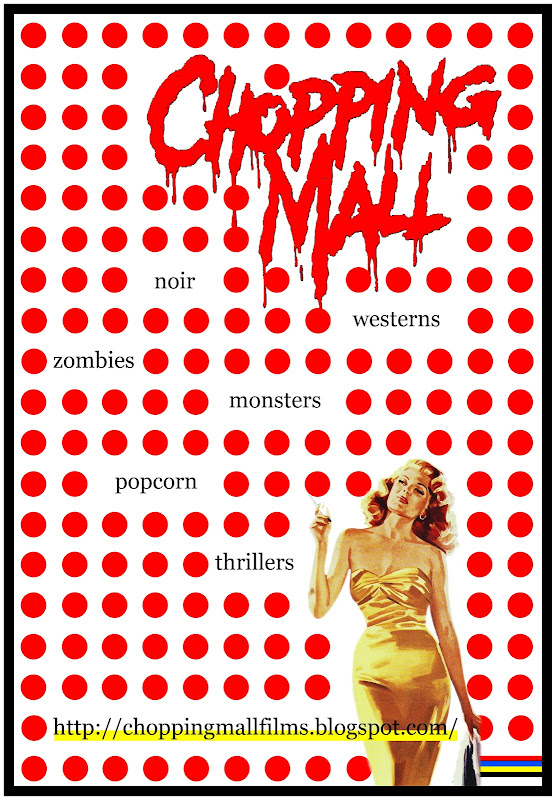 CHOPPING
MALL
noir
westerns
zombies
monsters
popcorn
thrillers
http://choppingmallfilms.blogspot.com/